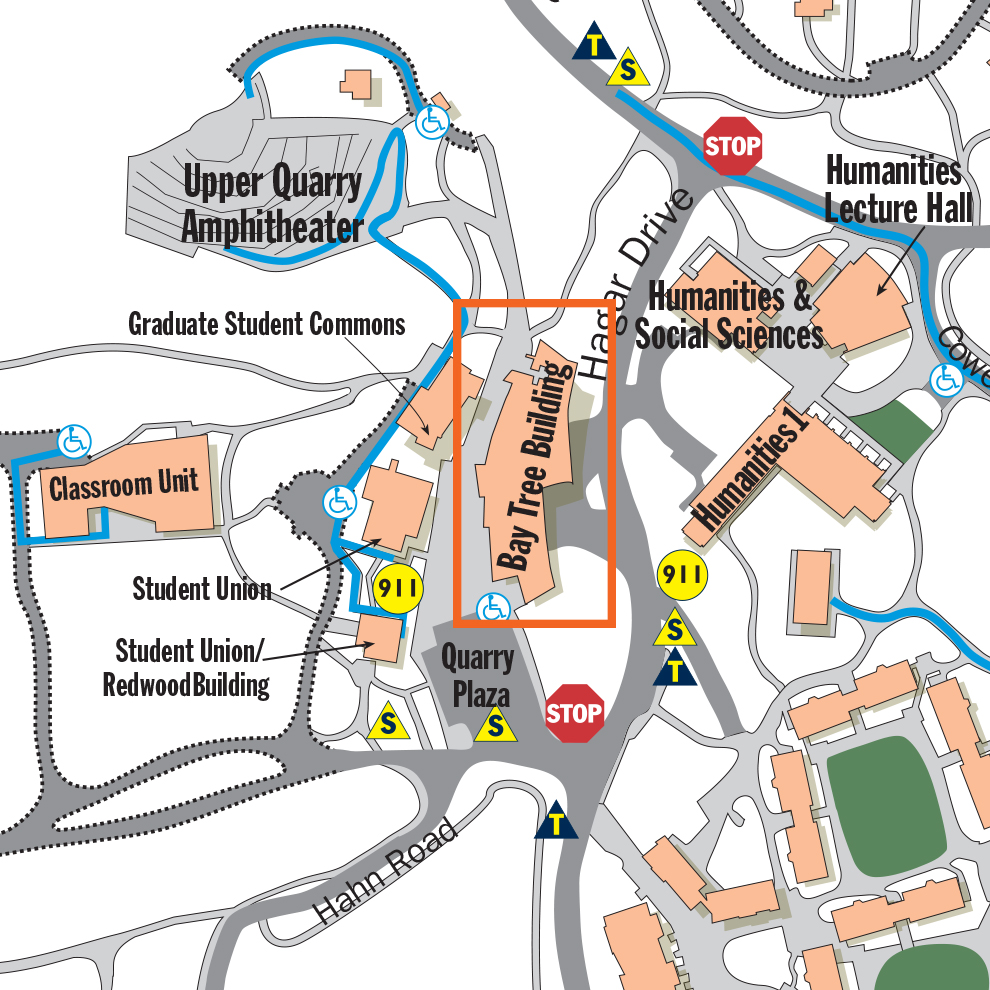 T
S
STOP
Humanities
Lecture Hall
Upper Quarry
Amphitheater
Hagar Drive
Humanities &
Social Sciences
Graduate Student Commons
Cowe
Bay Tree Building
Humanities 1
Classroom Unit
Student Union
911
911
S
T
Student Union/
RedwoodBuilding
Quarry
Plaza
S
S
STOP
T
Hahn Road